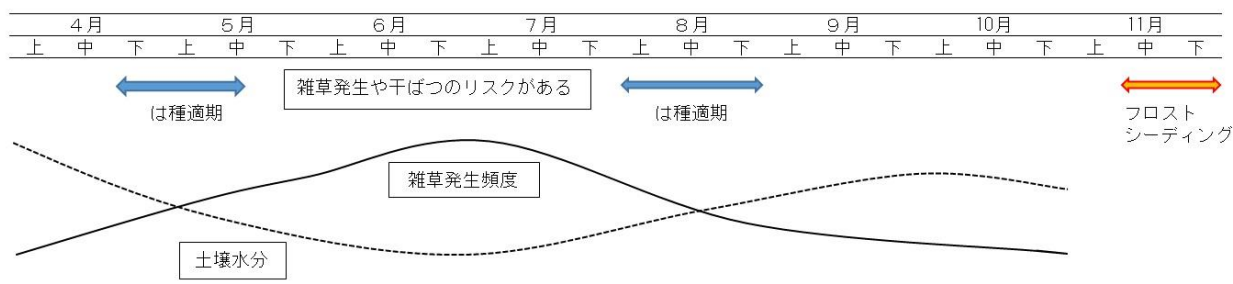 4月 5月 6月 7月 8月 9月 10月 11月
上 中 下 上 中 下 上 中 下 上 中 下 上 中 下 上 中 下 上 中 下 上 中 下
雑草発生や干ばつのリスクがある
は種適期
は種適期
フロスト
シーディング
雑草発生頻度
土壌水分